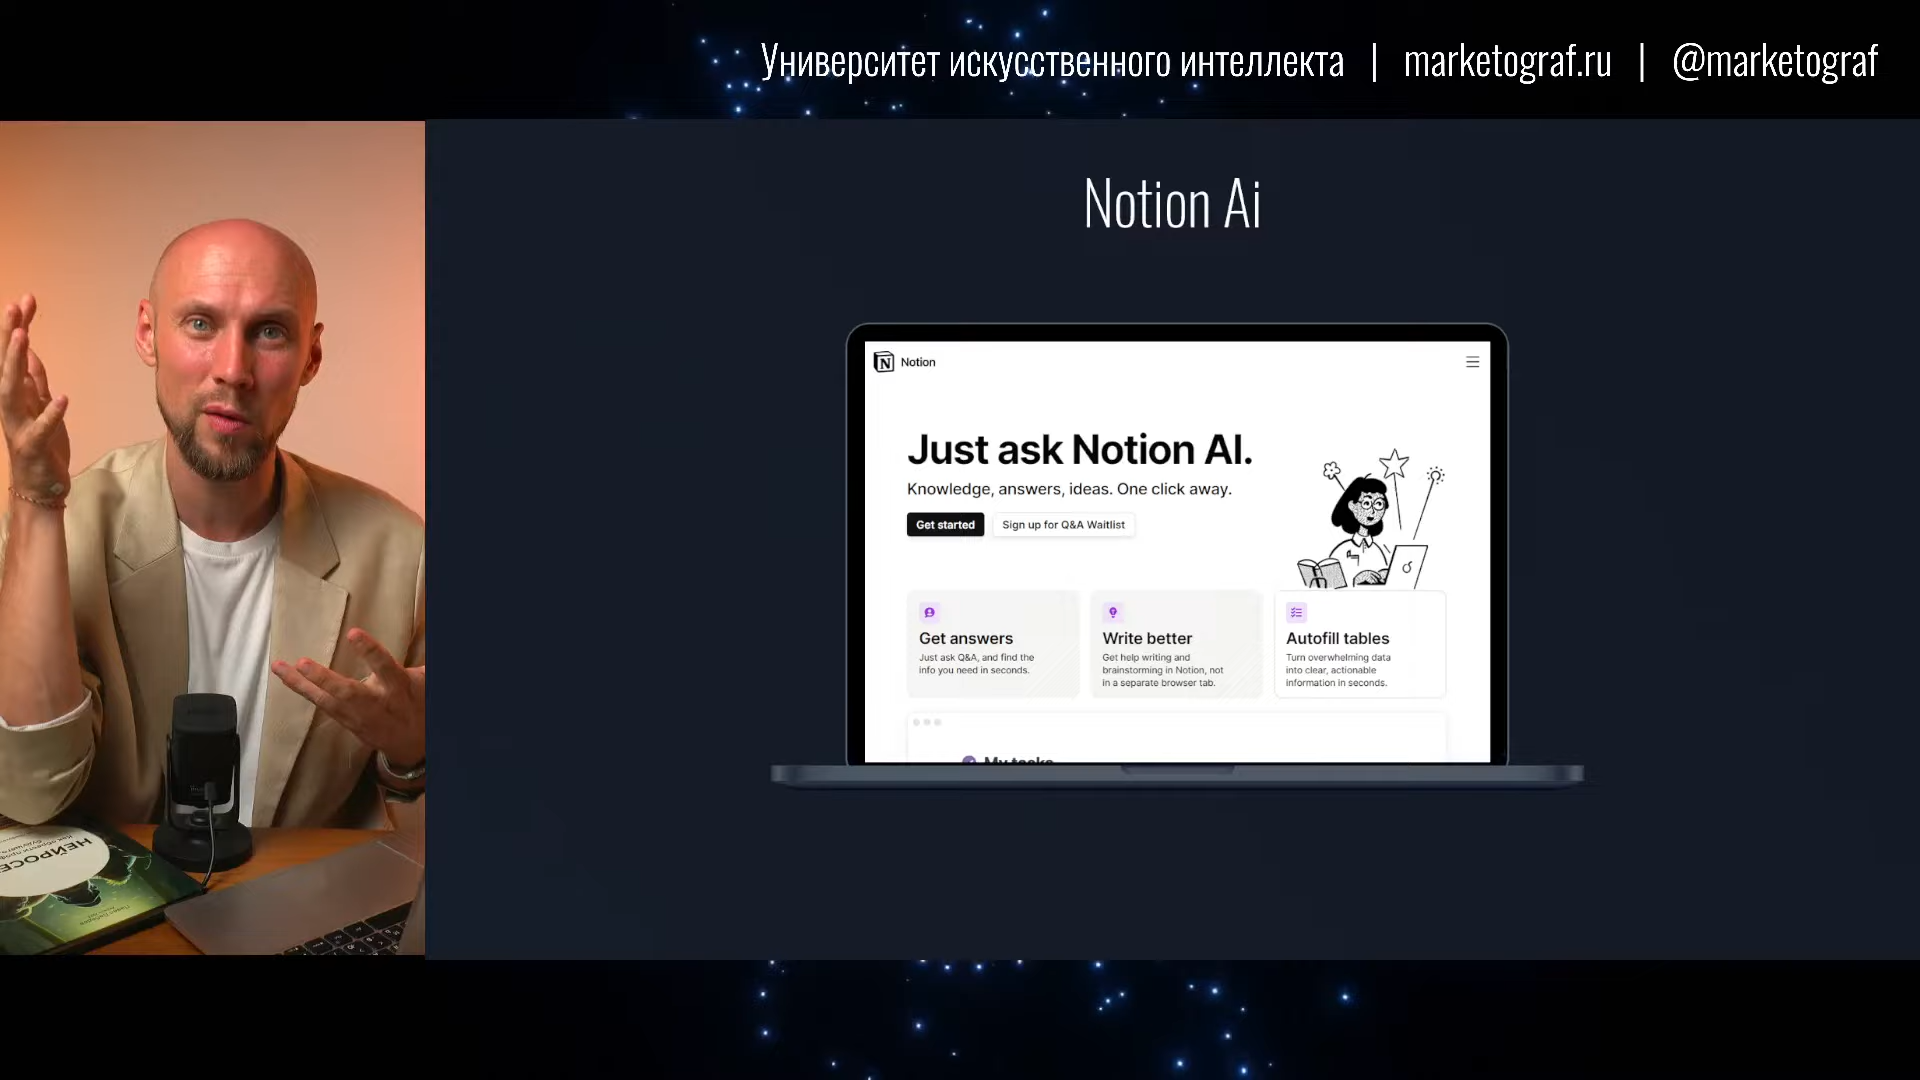 Университет искусственного интеллекта | marketograf.ru | @marketograf
Notion Ai
Notion
Just ask Notion AI.
Knowledge, answers, ideas. One click away.
Get started
Sign up for Q&A Waitlist
Get answers
Just ask Q&A, and find the
info you need in seconds.
Write better
Get help writing and
brainstorming in Notion, not
in a separate browser tab.
Autofill tables
Turn overwhelming data
into clear, actionable
information in seconds.
My tasks